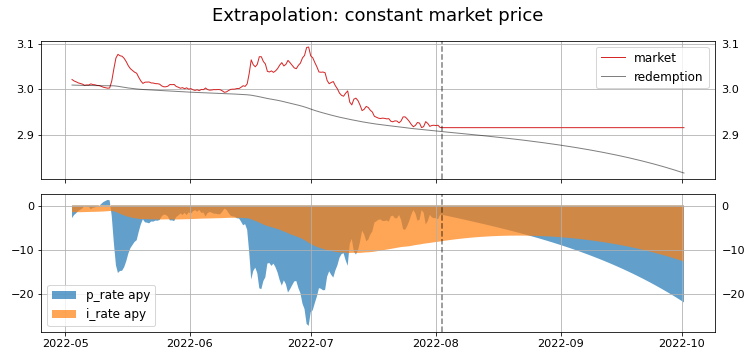 Extrapolation: constant market price
3.1 3.1
market
redemption
3.0 3.0
2.9 2.9
0 0
−10 −10
−20 −20
p_rate apy
i_rate apy
2022-05 2022-06 2022-07 2022-08 2022-09 2022-10